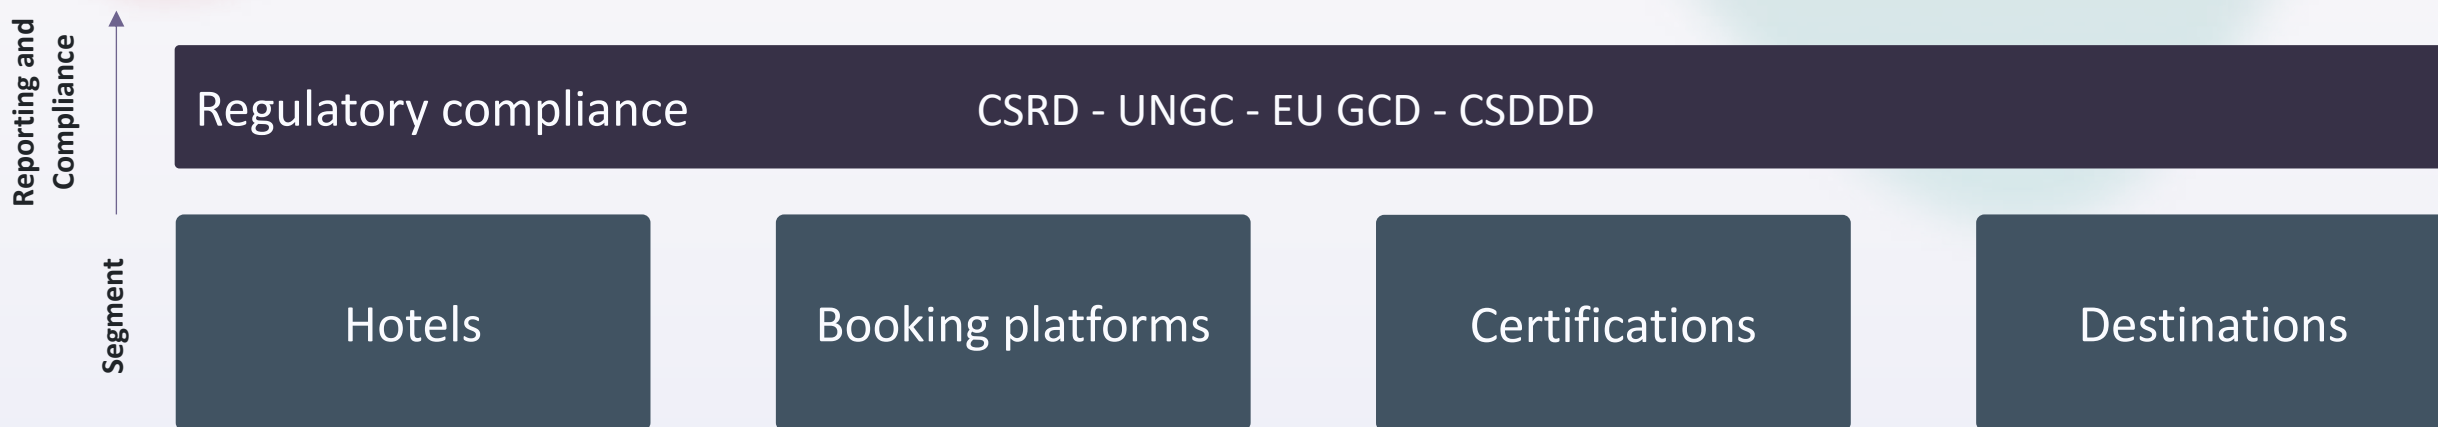 Reporting and
Compliance
Regulatory compliance
CSRD - UNGC - EU GCD - CSDDD
Segment
Hotels
Booking platforms
Certifications
Destinations